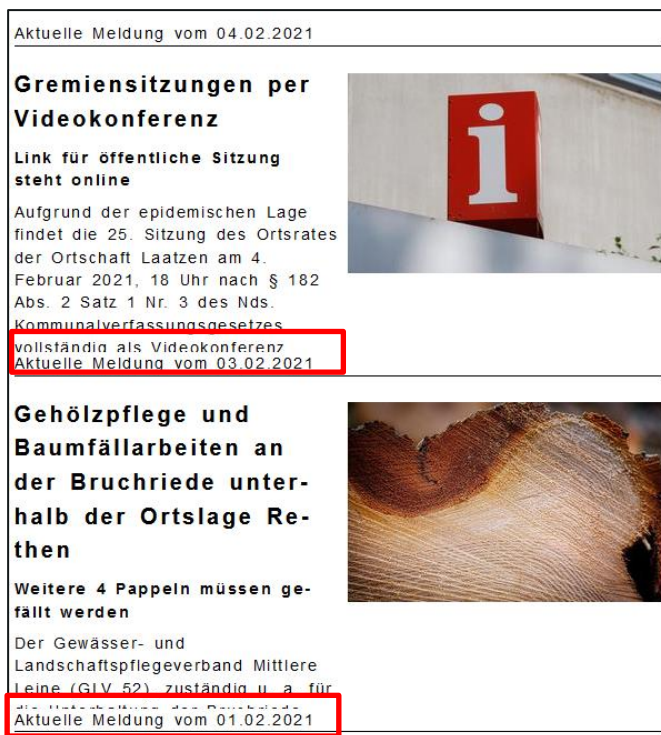 Aktuelle Meldung vom 04.02.2021
Gremiensitzungen per
Videokonferenz
Link für öffentliche Sitzung
steht online
Aufgrund der epidemischen Lage
findet die 25. Sitzung des Ortsrates
der Ortschaft Laatzen am 4.
Februar 2021, 18 Uhr nach § 182
Abs. 2 Satz 1 Nr. 3 des Nds.
Kommunalverfassungsgesetzes
vollständig als Videokonferenz
Aktuelle Meldung vom 03.02.2021
Gehölzpflege und
Baumfällarbeiten an
der Bruchriede unter-
halb der Ortslage Re-
then
Weitere 4 Pappeln müssen ge-
fällt werden
Der Gewässer- und
Landschaftspflegeverband Mittlere
Leine (GLV 52), zuständig u. a. für
die Unterhaltung der Bruchriede
Aktuelle Meldung vom 01.02.2021
i